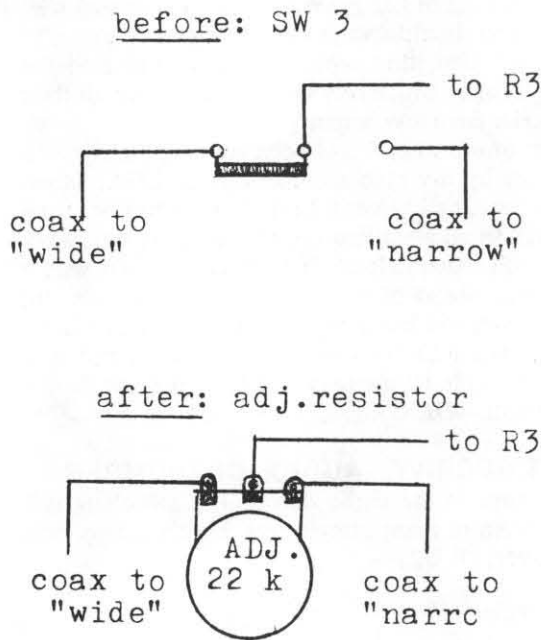 before: SW 3
to R3
coax to
"wide"
coax to
"narrow"
after: adj.resistor
to R3
ADJ.
22 k
coax to
"wide"
coax to
"narrc